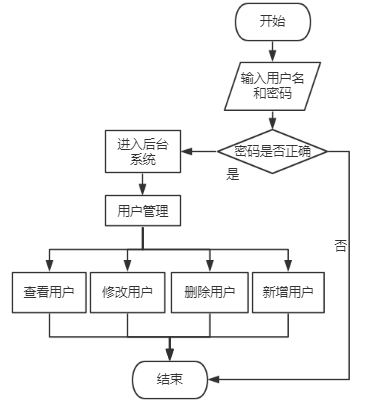 开始
输入用户名
和密码
密码是否正确
进入后台
系统
是
用户管理
否
查看用户
修改用户
删除用户
新增用户
结束